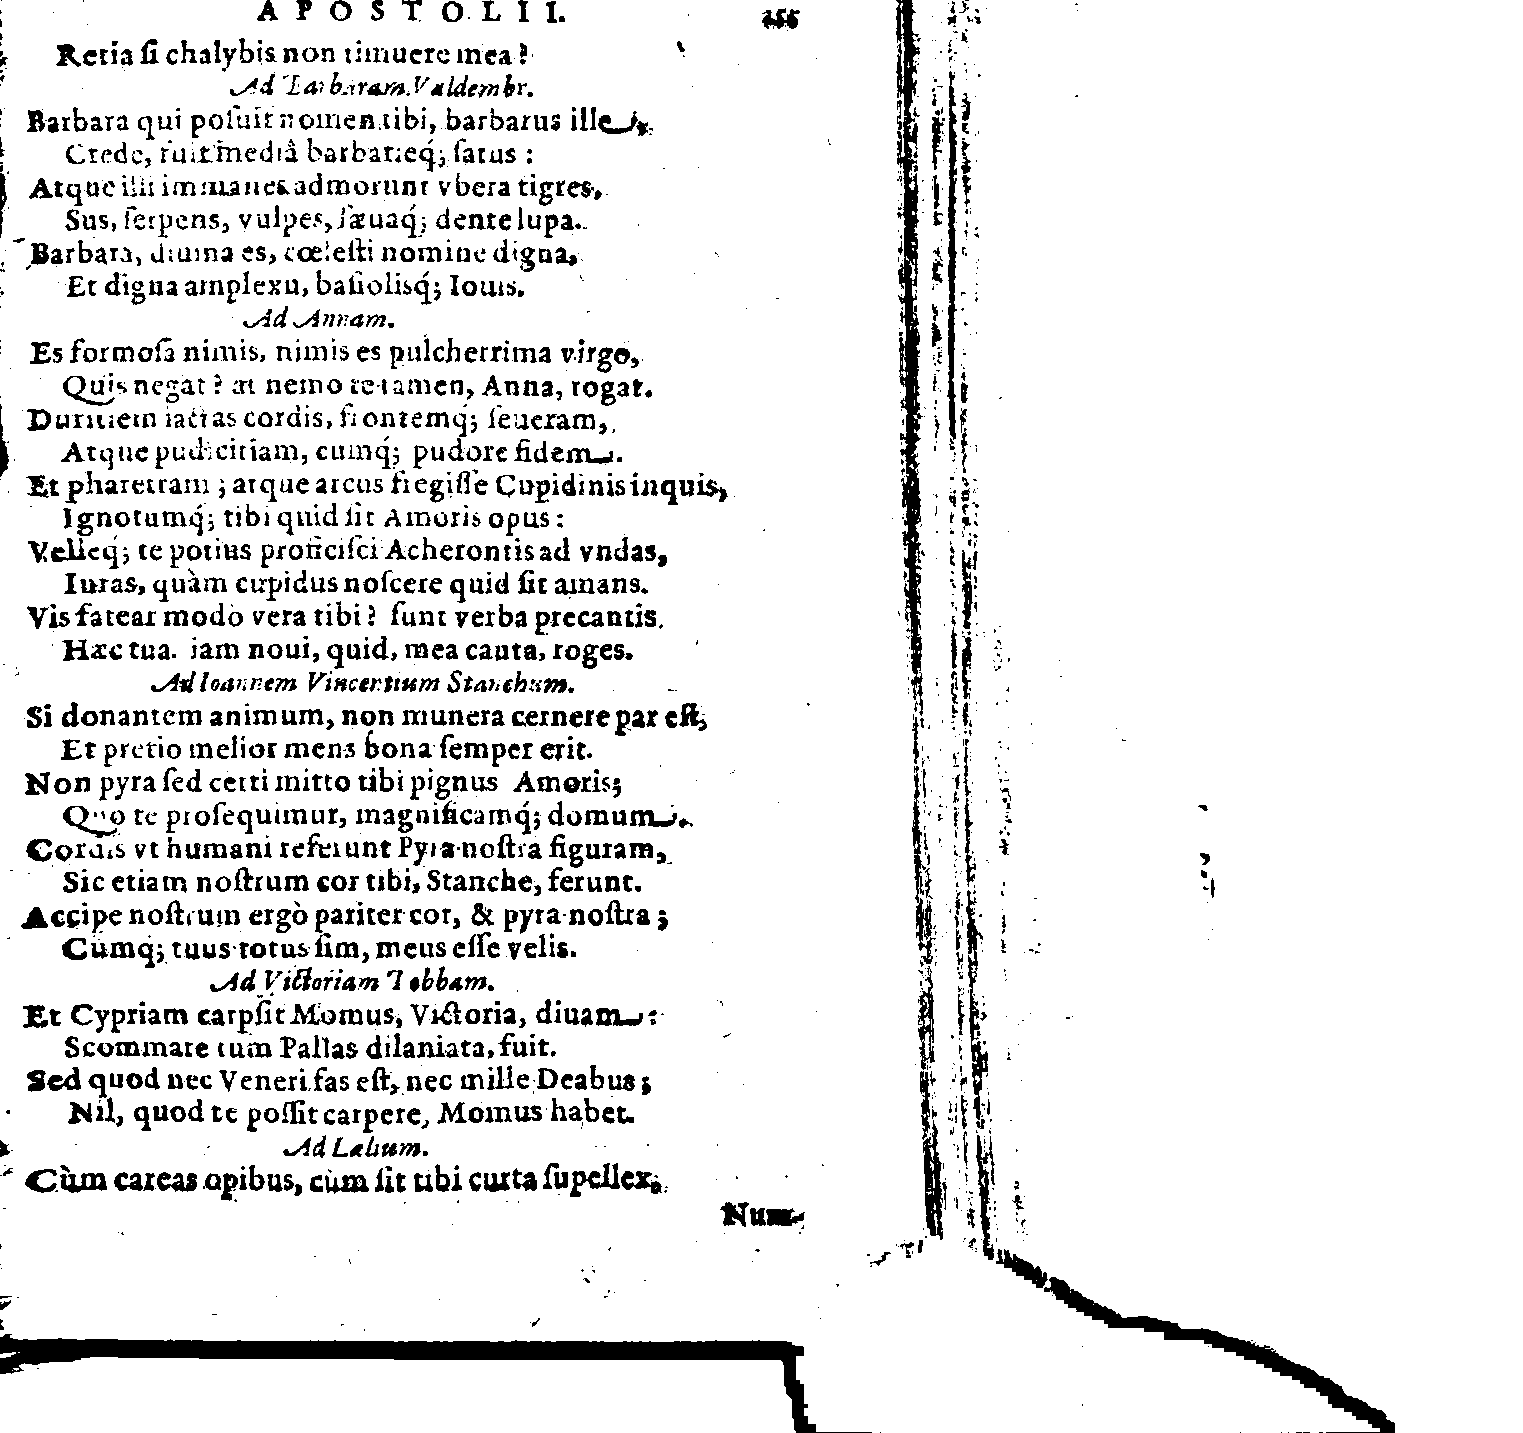 APOSTOLII. 255
Retia ſi chalybis non timuere mea?
Ad Barbaram Valdembr.
Barbara qui poſuit nomen tibi, barbarus ille,
Crede, fuit mediâ barbarieq́; ſatus:
Atque illi immanes admorunt vbera tigres,
Sus, ſerpens, vulpes, ſæuaq́; dente lupa.
Barbara, diuina es, cœleſti nomine digna,
Et digna amplexu, baſiolisq́; Iouis.
Ad Annam.
Es formoſa nimis, nimis es pulcherrima virgo,
Quis negat? at nemo te tamen, Anna, rogat.
Duritiem iactas cordis, frontemq́; ſeueram,
Atque pudicitiam, cumq́; pudore fidem.
Et pharetram; atque arcus fregiſſe Cupidinis inquis,
Ignotumq́; tibi quid ſit Amoris opus:
Velleq́; te potius proficiſci Acherontis ad vndas,
Iuras, quàm cupidus noſcere quid ſit amans.
Vis fatear modò vera tibi? ſunt verba precantis.
Hæc tua. iam noui, quid, mea cauta, roges.
Ad Ioannem Vincentium Stanchum.
Si donantem animum, non munera cernere par eſt,
Et pretio melior mens bona ſemper erit.
Non pyra ſed certi mitto tibi pignus Amoris;
Quo te proſequimur, magnificamq́; domum.
Cordis vt humani referunt Pyra noſtra figuram,
Sic etiam noſtrum cor tibi, Stanche, ferunt.
Accipe noſtrum ergò pariter cor, & pyra noſtra;
Cùmq; tuus totus ſim, meus eſſe velis.
Ad Victoriam Tobbam.
Et Cypriam carpſit Momus, Victoria, diuam:
Scommate tum Pallas dilaniata, fuit.
Sed quod nec Veneri fas eſt, nec mille Deabus;
Nil, quod te poſſit carpere, Momus habet.
Ad
Cùm careas opibus, cùm ſit tibi curta ſupellex,
Num-